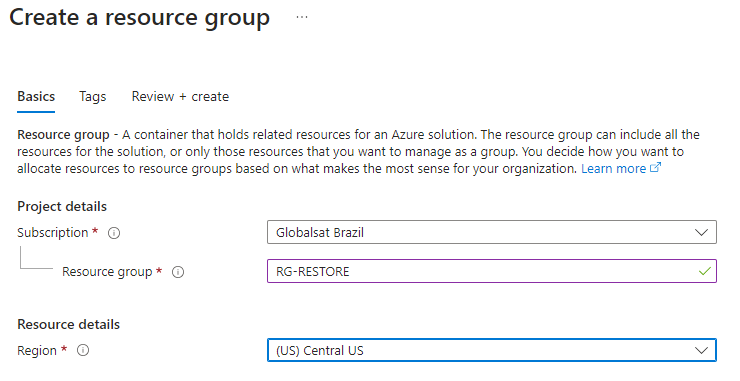 Create a resource group ...
Basics Tags Review + create
Resource group - A container that holds related resources for an Azure solution. The resource group can include all the
resources for the solution, or only those resources that you want to manage as a group. You decide how you want to
allocate resources to resource groups based on what makes the most sense for your organization. Learn more
Project details
Subscription * Globalsat Brazil
Resource group * RG-RESTORE
Resource details
Region * (US) Central US